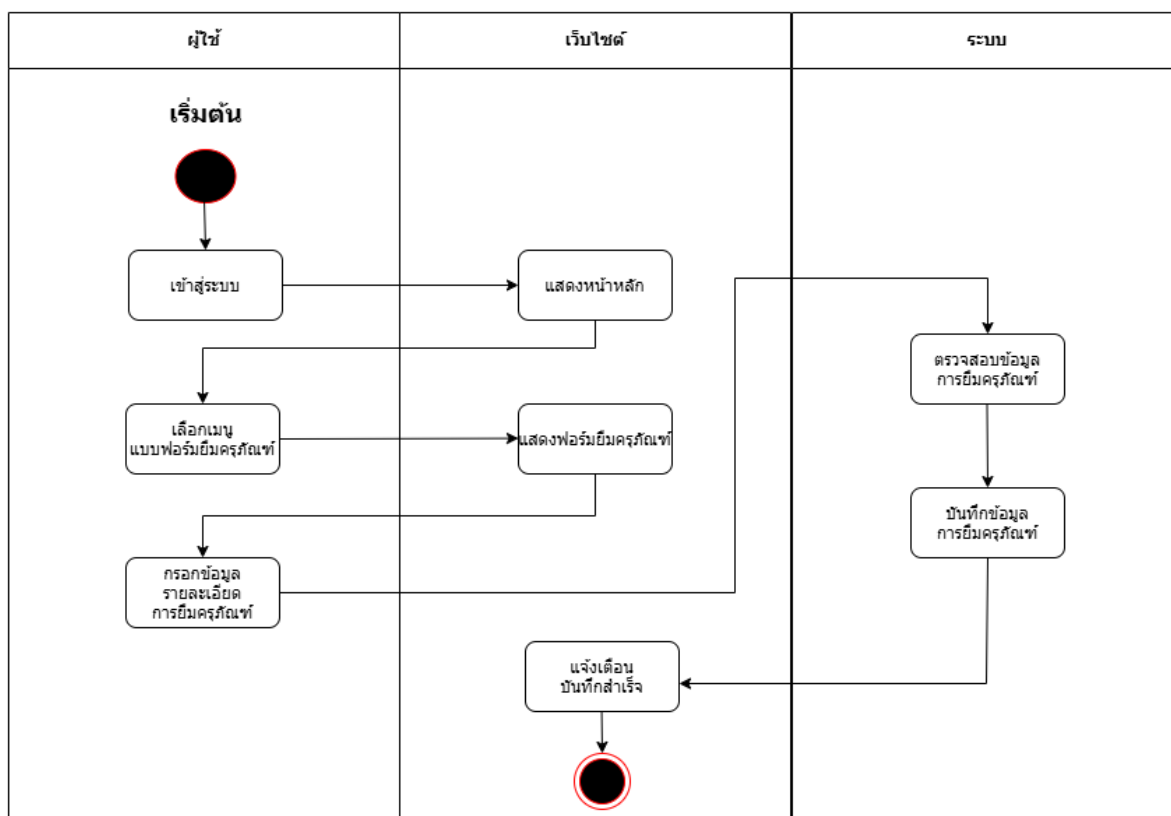 ผู้ใช้
เว็บไซต์
ระบบ
เริ่มต้น
เข้าสู่ระบบ
แสดงหน้าหลัก
ตรวจสอบข้อมูล
การยืมครุภัณฑ์
เลือกเมนู
แบบฟอร์มยืมครุภัณฑ์
แสดงฟอร์มยืมครุภัณฑ์
บันทึกข้อมูล
การยืมครุภัณฑ์
กรอกข้อมูล
รายละเอียด
การยืมครุภัณฑ์
แจ้งเตือน
บันทึกสำเร็จ